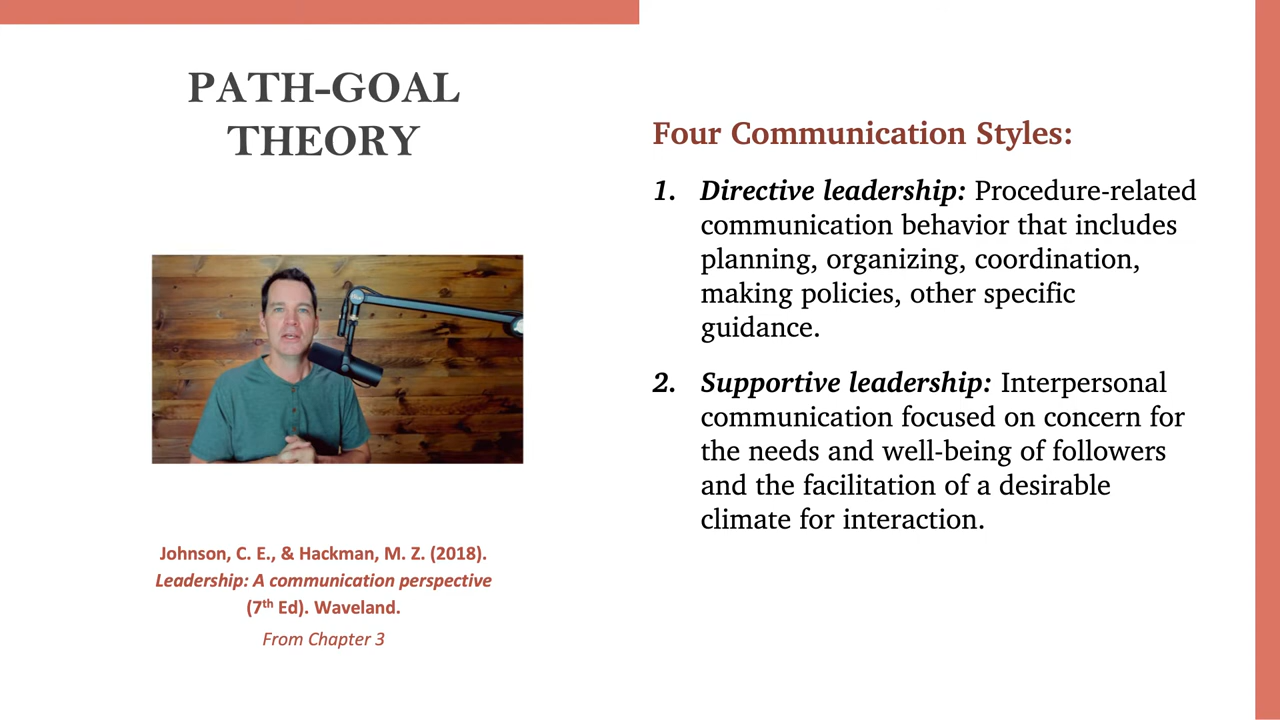 PATH-GOAL
THEORY
Johnson, C. E., & Hackman, M. Z. (2018).
Leadership: A communication perspective
(7th Ed). Waveland.
From Chapter 3
Four Communication Styles:
1. Directive leadership: Procedure-related
communication behavior that includes
planning, organizing, coordination,
making policies, other specific
guidance.
2. Supportive leadership: Interpersonal
communication focused on concern for
the needs and well-being of followers
and the facilitation of a desirable
climate for interaction.